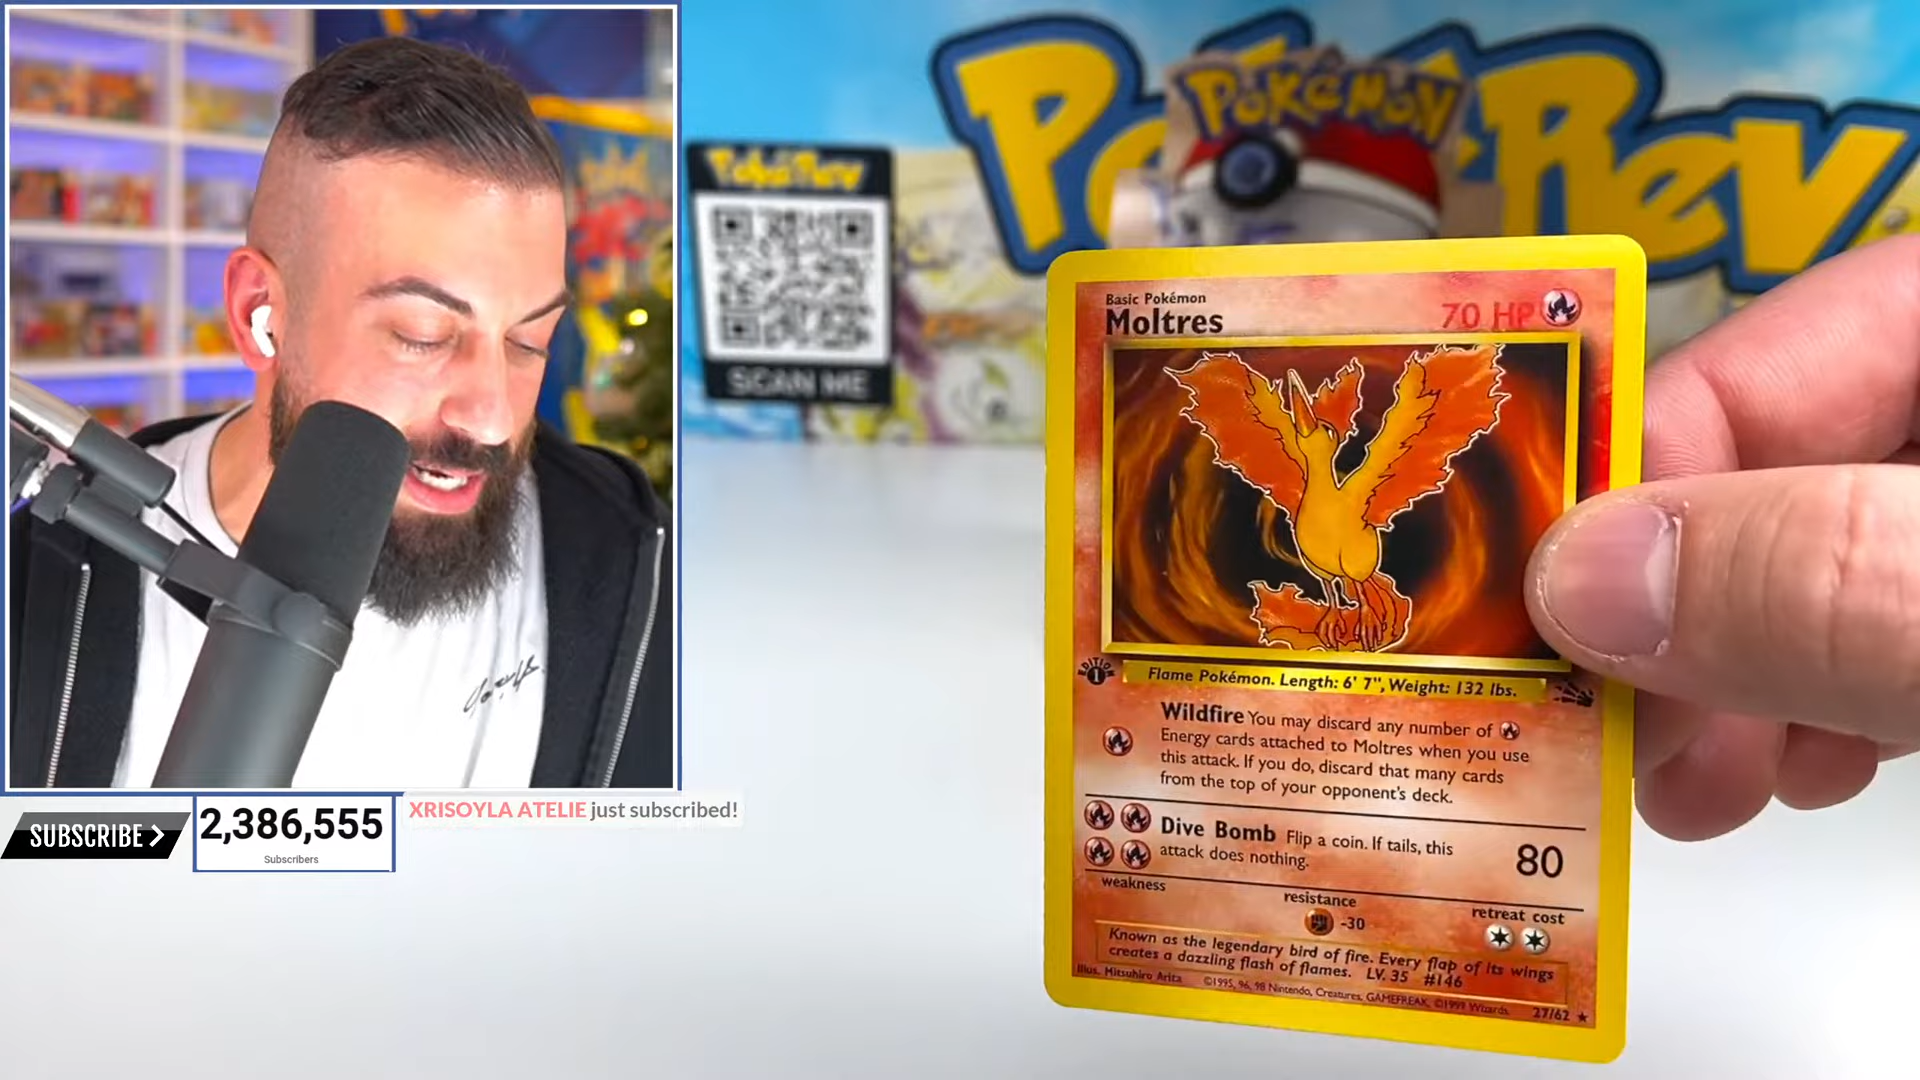 PokéRev
SCAN ME
PokéRev
POKéMON
Basic Pokémon
Moltres
70 HP
EDITION
1
Flame Pokémon. Length: 6' 7", Weight: 132 lbs.
Wildfire You may discard any number of
Energy cards attached to Moltres when you use
this attack. If you do, discard that many cards
from the top of your opponent's deck.
Dive Bomb Flip a coin. If tails, this
attack does nothing.
80
weakness
resistance
-30
retreat cost
Known as the legendary bird of fire. Every flap of its wings
creates a dazzling flash of flames. LV. 35 #146
Illus. Mitsuhiro Arita ©1995, 96, 98 Nintendo, Creatures, GAMEFREAK. ©1999 Wizards. 27/62 ★
SUBSCRIBE
2,386,555
Subscribers
XRISOYLA ATELIE just subscribed!